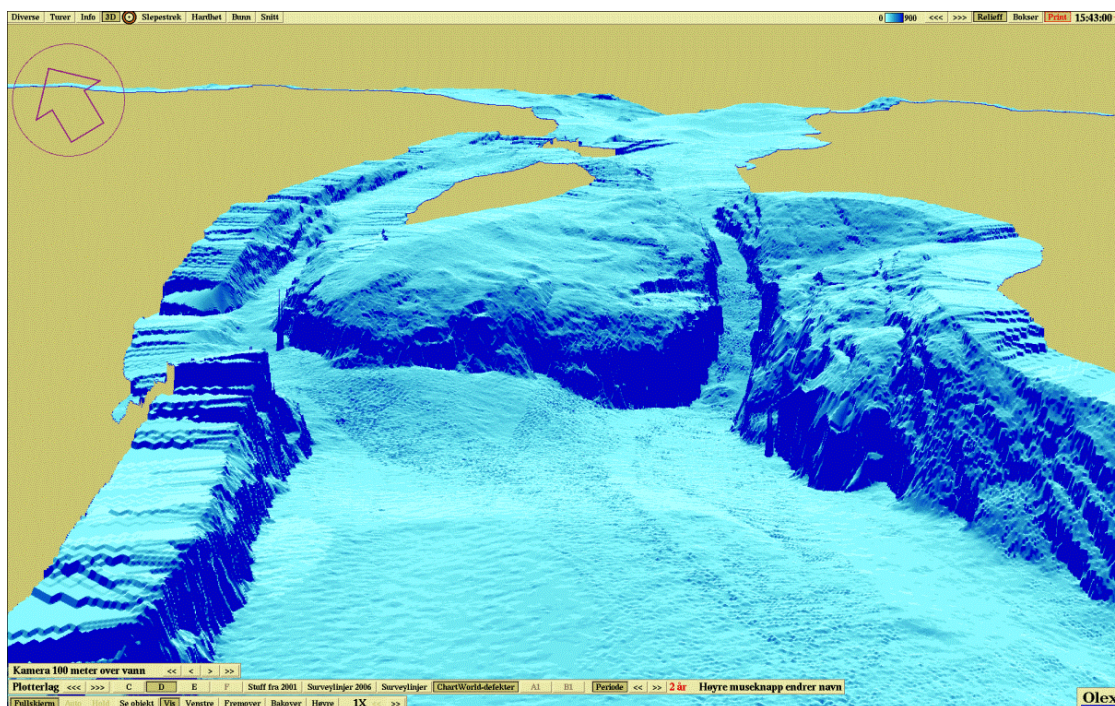 Diverse Turer Info 3D Slepestrek Hardhet Bunn Snitt 0 900 <<< >>> Relieff Bokser Print 15:43:00
Kamera 100 meter over vann << < > >>
Plotterlag <<< >>> C D E F Stuff fra 2001 Surveylinjer 2006 Surveylinjer ChartWorld-defekter A1 B1 Periode << >> 2 år Høyre museknapp endrer navn
Fullskjerm Auto Hold Se objekt Vis Venstre Fremover Bakover Høyre 1X << >> Olex